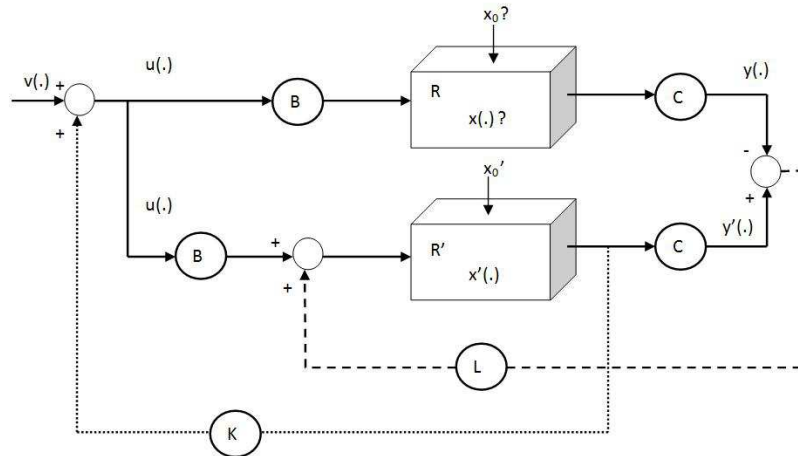 x₀?
v(.)
+
u(.)
B
R
x(.) ?
C
y(.)
+
-
x₀’
+
u(.)
B
+
R’
x’(.)
C
y’(.)
+
L
K